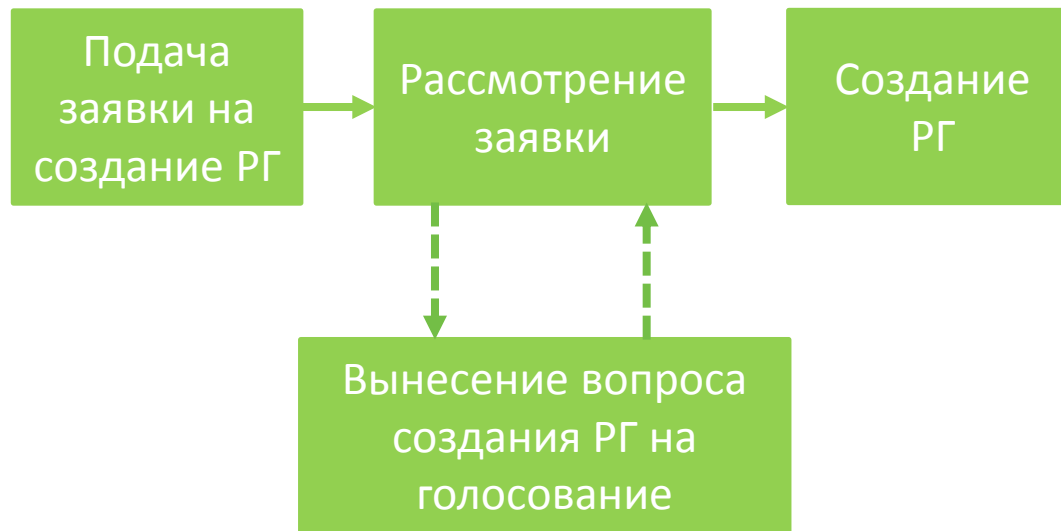 Подача
заявки на
создание РГ
Рассмотрение
заявки
Создание
РГ
Вынесение вопроса
создания РГ на
голосование